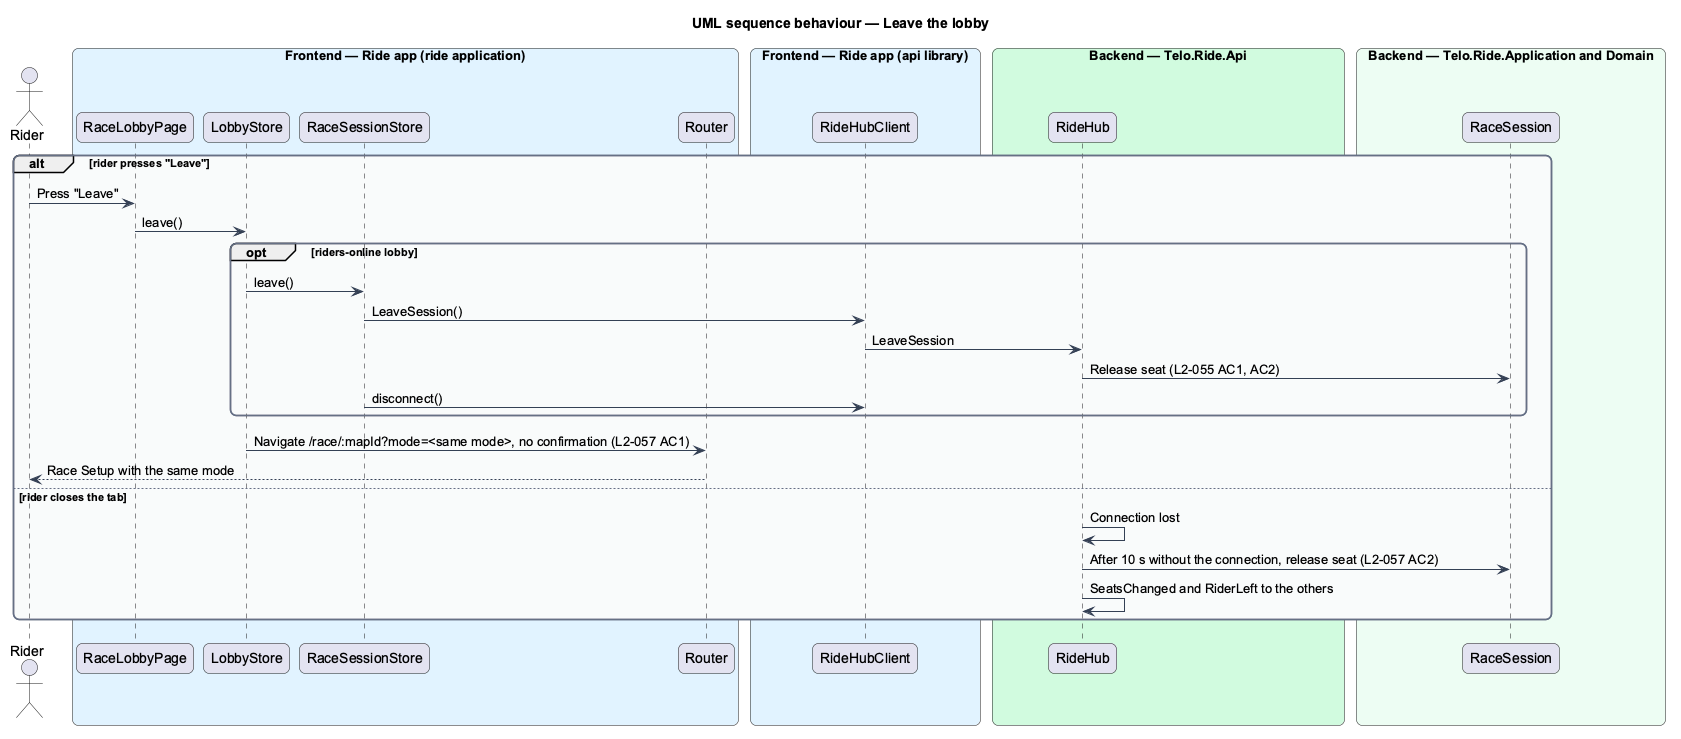 UML sequence behaviour — Leave the lobby
Frontend — Ride app (ride application)
Frontend — Ride app (api library)
Backend — Telo.Ride.Api
Backend — Telo.Ride.Application and Domain
Rider
RaceLobbyPage
LobbyStore
RaceSessionStore
Router
RideHubClient
RideHub
RaceSession
alt
[rider presses "Leave"]
Press "Leave"
leave()
opt
[riders-online lobby]
leave()
LeaveSession()
LeaveSession
Release seat (L2-055 AC1, AC2)
disconnect()
Navigate /race/:mapId?mode=<same mode>, no confirmation (L2-057 AC1)
Race Setup with the same mode
[rider closes the tab]
Connection lost
After 10 s without the connection, release seat (L2-057 AC2)
SeatsChanged and RiderLeft to the others
Rider
RaceLobbyPage
LobbyStore
RaceSessionStore
Router
RideHubClient
RideHub
RaceSession